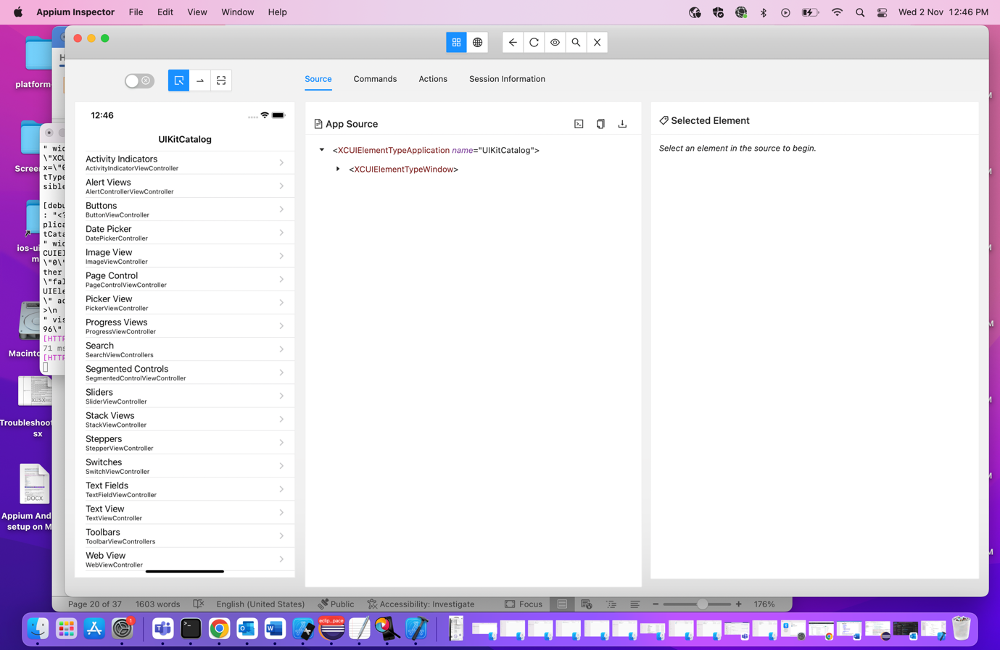 Appium Inspector File Edit View Window Help
Wed 2 Nov 12:46 PM
Source Commands Actions Session Information
12:46
UIKitCatalog
Activity Indicators
ActivityIndicatorViewController
Alert Views
AlertControllerViewController
Buttons
ButtonViewController
Date Picker
DatePickerController
Image View
ImageViewController
Page Control
PageControlViewController
Picker View
PickerViewController
Progress Views
ProgressViewController
Search
SearchViewControllers
Segmented Controls
SegmentedControlViewController
Sliders
SliderViewController
Stack Views
StackViewController
Steppers
StepperViewController
Switches
SwitchViewController
Text Fields
TextFieldViewController
Text View
TextViewController
Toolbars
ToolbarViewControllers
Web View
WebViewController
App Source
<XCUIElementTypeApplication name="UIKitCatalog">
<XCUIElementTypeWindow>
Selected Element
Select an element in the source to begin.
platform-
Screen
ios-ui
m
Macinto
XLSX
Troubleshoot
sx
DOCX
Appium And
setup on M
H
" wid
\"XCU
x=\"0
tType
sible
[debu
: "<?
plica
tCata
" wid
CUIEl
\"0\"
ther
\"fal
UIEle
\" ac
>\n
" vis
96\"
[HTTP
71 ms
[HTTP
Page 20 of 37 1603 words English (United States) Public Accessibility: Investigate Focus 176%
1
eclip...pace